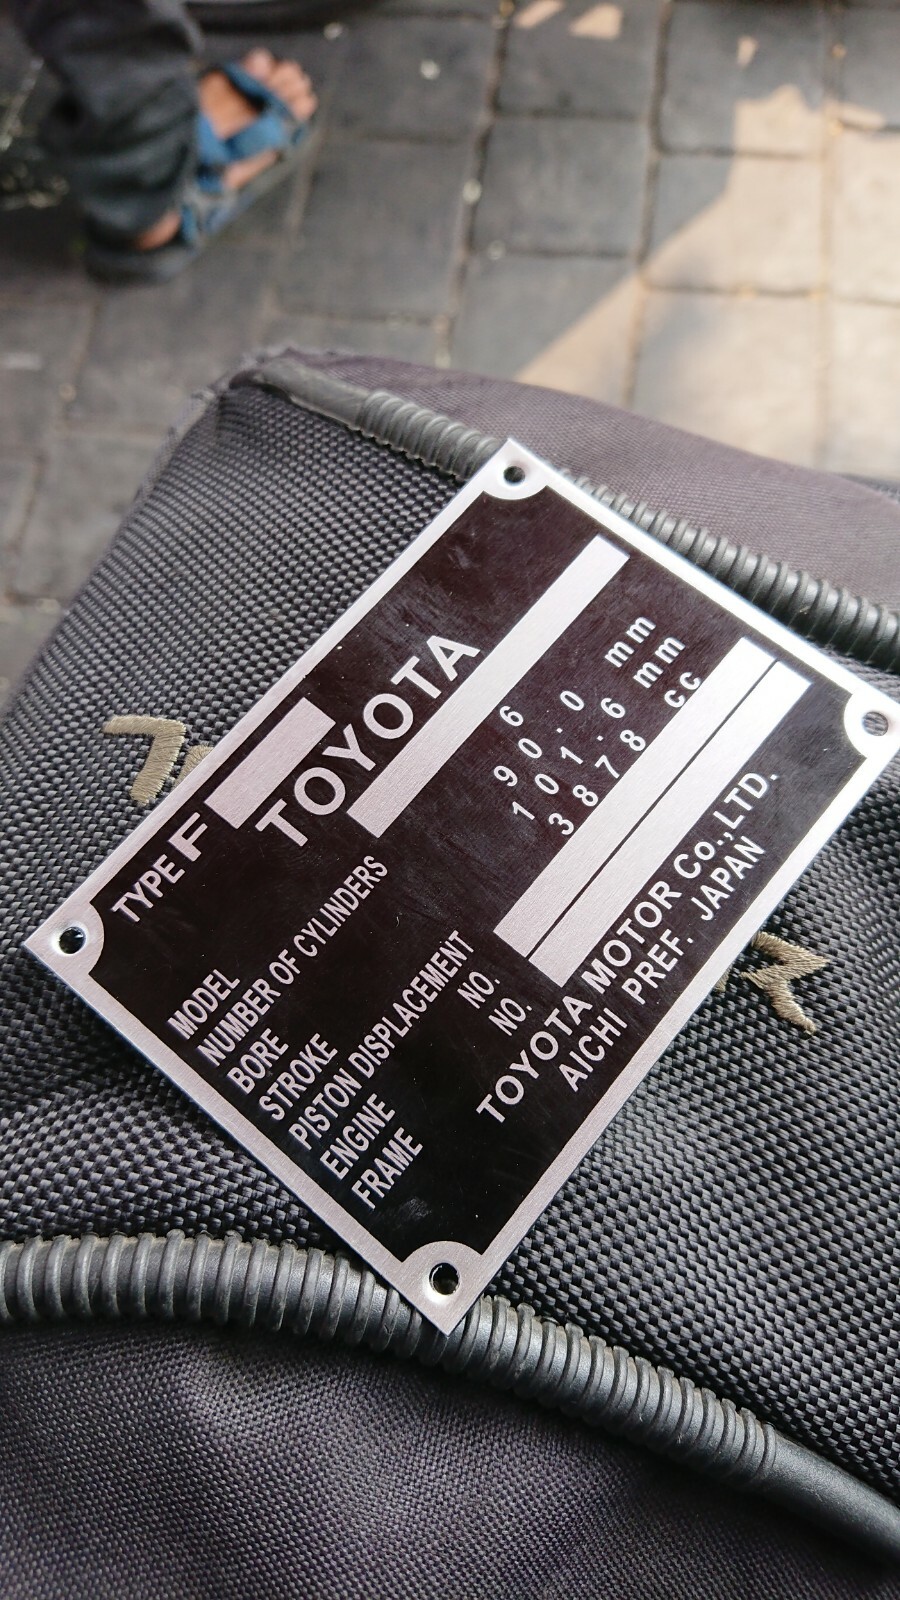 TYPE F
TOYOTA
MODEL
NUMBER OF CYLINDERS 6
BORE 90.0 mm
STROKE 101.6 mm
PISTON DISPLACEMENT 3878 cc
ENGINE NO.
FRAME NO.
TOYOTA MOTOR Co.,LTD.
AICHI PREF. JAPAN